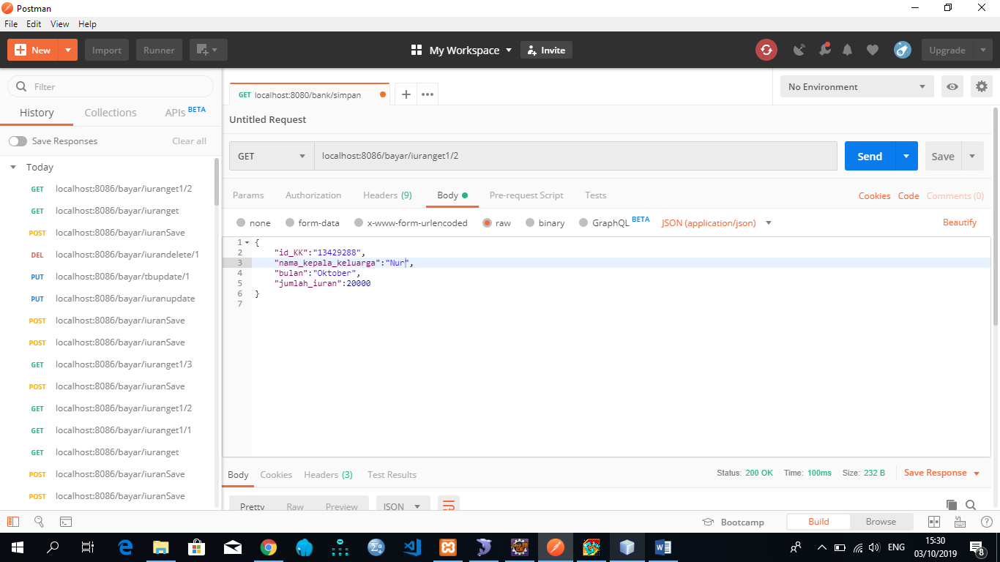 Postman
File Edit View Help
New Import Runner My Workspace Invite Upgrade
Filter
History Collections APIs BETA
Save Responses Clear all
Today
GET localhost:8086/bayar/iuranget1/2
GET localhost:8086/bayar/iuranget
POST localhost:8086/bayar/iuranSave
DEL localhost:8086/bayar/iurandelete/1
PUT localhost:8086/bayar/tbupdate/1
PUT localhost:8086/bayar/iuranupdate
POST localhost:8086/bayar/iuranSave
POST localhost:8086/bayar/iuranSave
GET localhost:8086/bayar/iuranget1/3
POST localhost:8086/bayar/iuranSave
GET localhost:8086/bayar/iuranget1/2
GET localhost:8086/bayar/iuranget1/1
GET localhost:8086/bayar/iuranget
POST localhost:8086/bayar/iuranSave
POST localhost:8086/bayar/iuranSave
GET localhost:8080/bank/simpan
No Environment
Untitled Request
GET localhost:8086/bayar/iuranget1/2 Send Save
Params Authorization Headers (9) Body Pre-request Script Tests Cookies Code Comments (0)
none form-data x-www-form-urlencoded raw binary GraphQL BETA JSON (application/json) Beautify
1 {
2 "id_KK":"13429288",
3 "nama_kepala_keluarga":"Nur",
4 "bulan":"Oktober",
5 "jumlah_iuran":20000
6 }
7
Body Cookies Headers (3) Test Results Status: 200 OK Time: 100ms Size: 232 B Save Response
Pretty Raw Preview JSON
Bootcamp Build Browse
ENG 15:30
03/10/2019 8